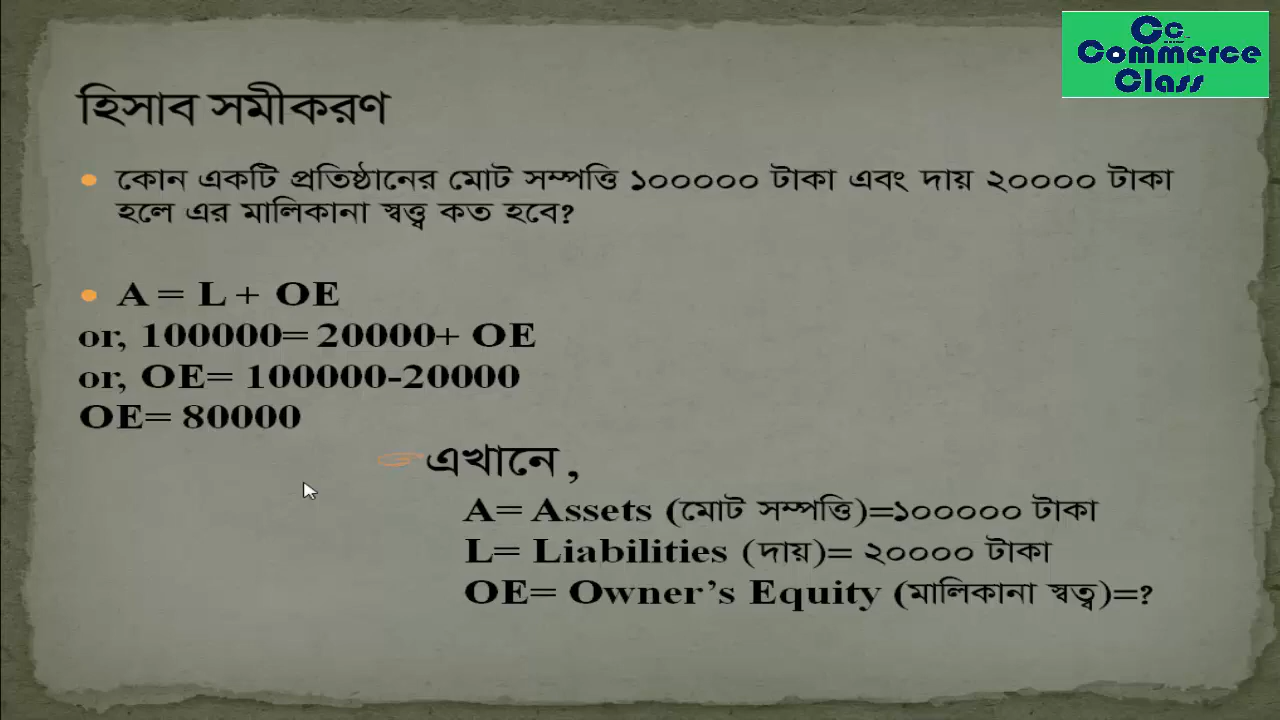 Cc
Commerce
Class
হিসাব সমীকরণ
কোন একটি প্রতিষ্ঠানের মোট সম্পত্তি ১০০০০০ টাকা এবং দায় ২০০০০ টাকা
হলে এর মালিকানা স্বত্ত্ব কত হবে?
A = L + OE
or, 100000= 20000+ OE
or, OE= 100000-20000
OE= 80000
এখানে ,
A= Assets (মোট সম্পত্তি)=১০০০০০ টাকা
L= Liabilities (দায়)= ২০০০০ টাকা
OE= Owner’s Equity (মালিকানা স্বত্ব)=?